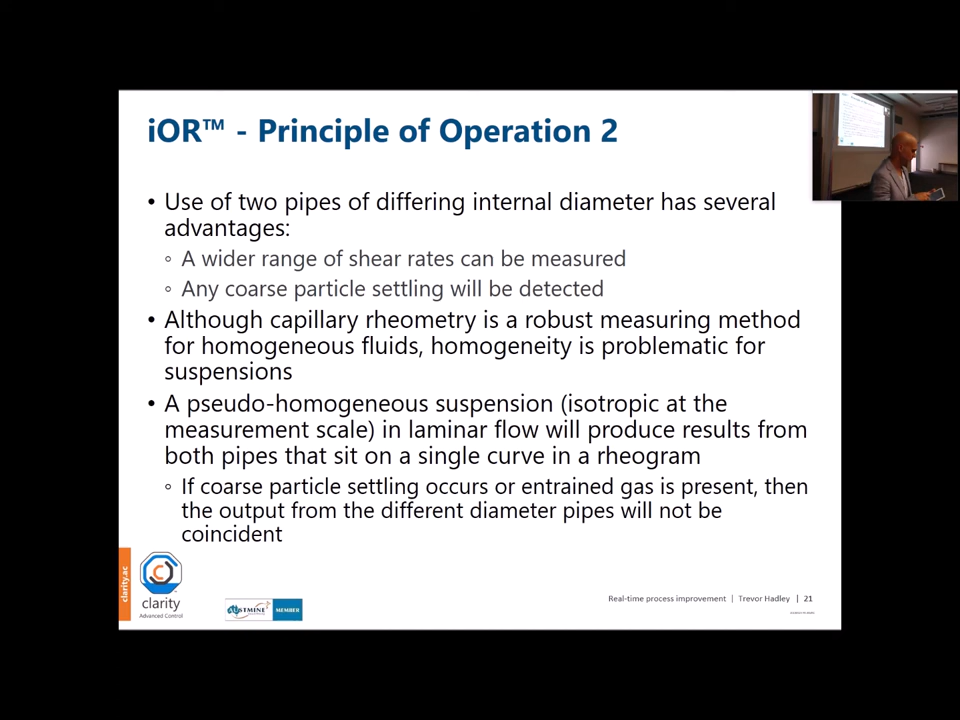 iOR™ - Principle of Operation 2
• Use of two pipes of differing internal diameter has several
advantages:
◦ A wider range of shear rates can be measured
◦ Any coarse particle settling will be detected
• Although capillary rheometry is a robust measuring method
for homogeneous fluids, homogeneity is problematic for
suspensions
• A pseudo-homogeneous suspension (isotropic at the
measurement scale) in laminar flow will produce results from
both pipes that sit on a single curve in a rheogram
◦ If coarse particle settling occurs or entrained gas is present, then
the output from the different diameter pipes will not be
coincident
clarity.ac
clarity
Advanced Control
AUSTMINE
MEMBER
Real-time process improvement | Trevor Hadley | 21